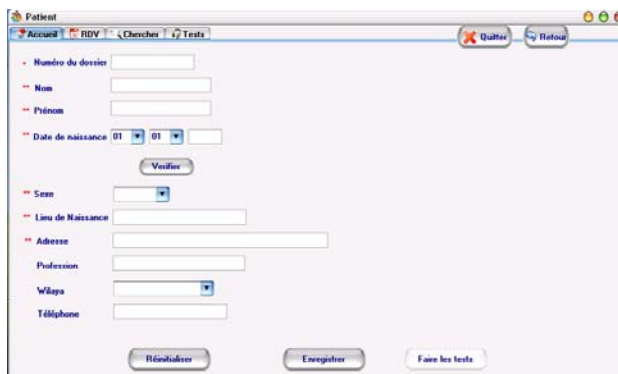 Patient
Accueil RDV Chercher Tests
Quitter Retour
* Numéro du dossier
** Nom
** Prénom
** Date de naissance 01 01
Verifier
** Sexe
** Lieu de Naissance
** Adresse
Profession
Wilaya
Téléphone
Réinitialiser Enregistrer Faire les tests